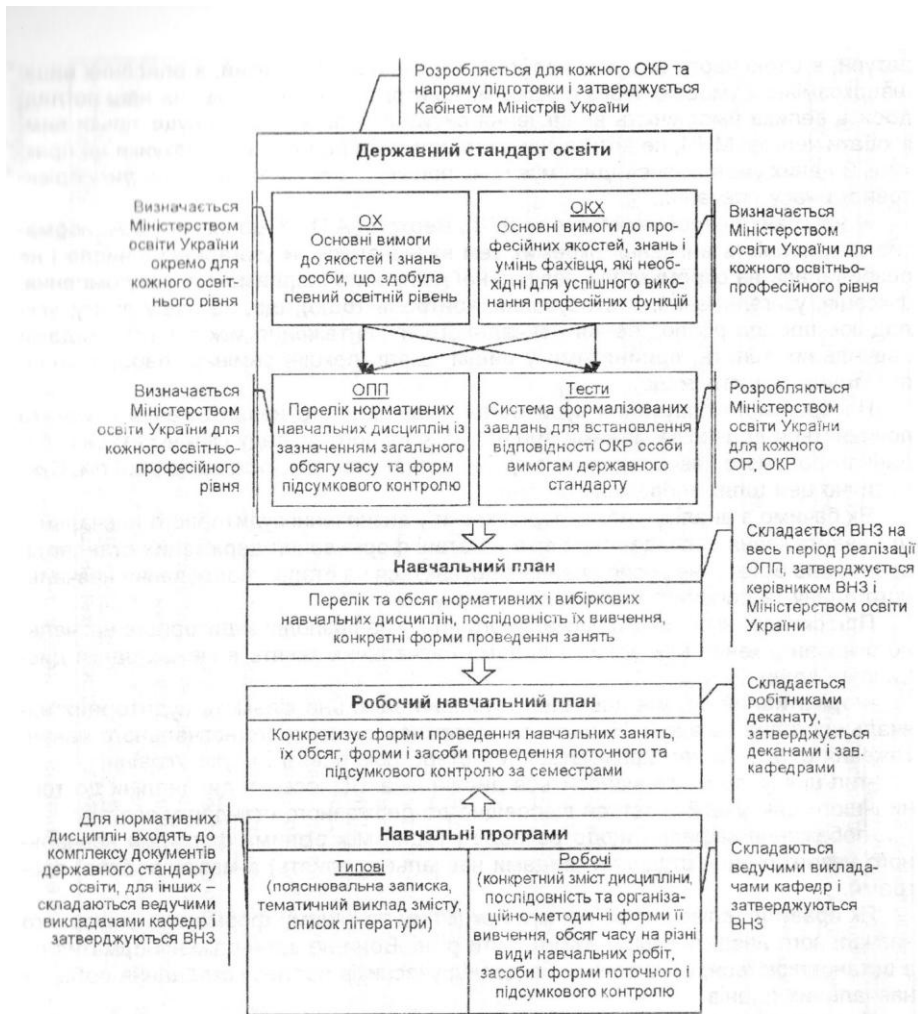 Розробляється для кожного ОКР та
напряму підготовки і затверджується
Кабінетом Міністрів України
Державний стандарт освіти
Визначається
Міністерством
освіти України
окремо для
кожного освіт-
нього рівня
ОХ
Основні вимоги
до якостей і знань
особи, що здобула
певний освітній рівень
ОКХ
Основні вимоги до про-
фесійних якостей, знань і
умінь фахівця, які необ-
хідні для успішного вико-
нання професійних функцій
Визначається
Міністерством
освіти України для
кожного освітньо-
професійного рівня
Визначається
Міністерством
освіти України для
кожного освітньо-
професійного
рівня
ОПП
Перелік нормативних
навчальних дисциплін із
зазначенням загального
обсягу часу та форм
підсумкового контролю
Тести
Система формалізованих
завдань для встановлення
відповідності ОКР особи
вимогам державного
стандарту
Розробляються
Міністерством
освіти України
для кожного
ОР, ОКР
Навчальний план
Перелік та обсяг нормативних і вибіркових
навчальних дисциплін, послідовність їх вивчення,
конкретні форми проведення занять
Складається ВНЗ на
весь період реалізації
ОПП, затверджується
керівником ВНЗ і
Міністерством освіти
України
Робочий навчальний план
Конкретизує форми проведення навчальних занять,
їх обсяг, форми і засоби проведення поточного та
підсумкового контролю за семестрами
Складається
робітниками
деканату,
затверджується
деканами і зав.
кафедрами
Навчальні програми
Для нормативних
дисциплін входять до
комплексу документів
державного стандарту
освіти, для інших –
складаються ведучими
викладачами кафедр і
затверджуються ВНЗ
Типові
(пояснювальна записка,
тематичний виклад змісту,
список літератури)
Робочі
(конкретний зміст дисципліни,
послідовність та організа-
ційно-методичні форми її
вивчення, обсяг часу на різні
види навчальних робіт,
засоби і форми поточного і
підсумкового контролю
Складаються
ведучими виклада-
чами кафедр і
затверджуються
ВНЗ